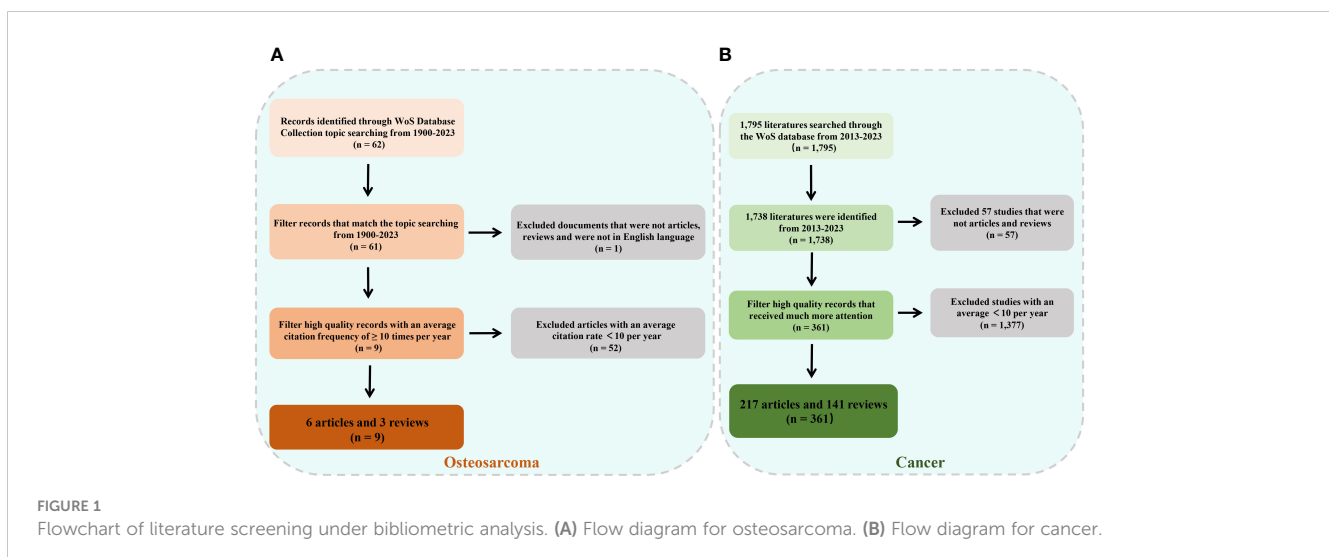 A
Records identified through WoS Database
Collection topic searching from 1900-2023
(n = 62)
Filter records that match the topic searching
from 1900-2023
(n = 61)
Excluded doucuments that were not articles,
reviews and were not in English language
(n = 1)
Filter high quality records with an average
citation frequency of ≥ 10 times per year
(n = 9)
Excluded articles with an average
citation rate <10 per year
(n = 52)
6 articles and 3 reviews
(n = 9)
Osteosarcoma
B
1,795 literatures searched through
the WoS database from 2013-2023
(n = 1,795)
1,738 literatures were identified
from 2013-2023
(n = 1,738)
Excluded 57 studies that were
not articles and reviews
(n = 57)
Filter high quality records that
received much more attention
(n = 361)
Excluded studies with an
average <10 per year
(n = 1,377)
217 articles and 141 reviews
(n = 361)
Cancer
FIGURE 1
Flowchart of literature screening under bibliometric analysis. (A) Flow diagram for osteosarcoma. (B) Flow diagram for cancer.